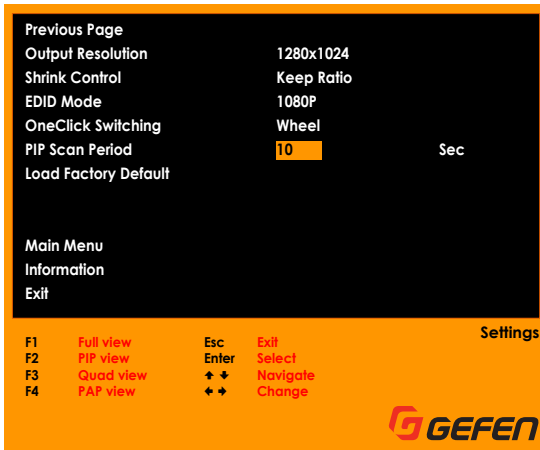 Previous Page
Output Resolution 1280x1024
Shrink Control Keep Ratio
EDID Mode 1080P
OneClick Switching Wheel
PIP Scan Period 10 Sec
Load Factory Default
Main Menu
Information
Exit
Settings
F1 Full view Esc Exit
F2 PIP view Enter Select
F3 Quad view ↑ ↓ Navigate
F4 PAP view ← → Change
GEFEN